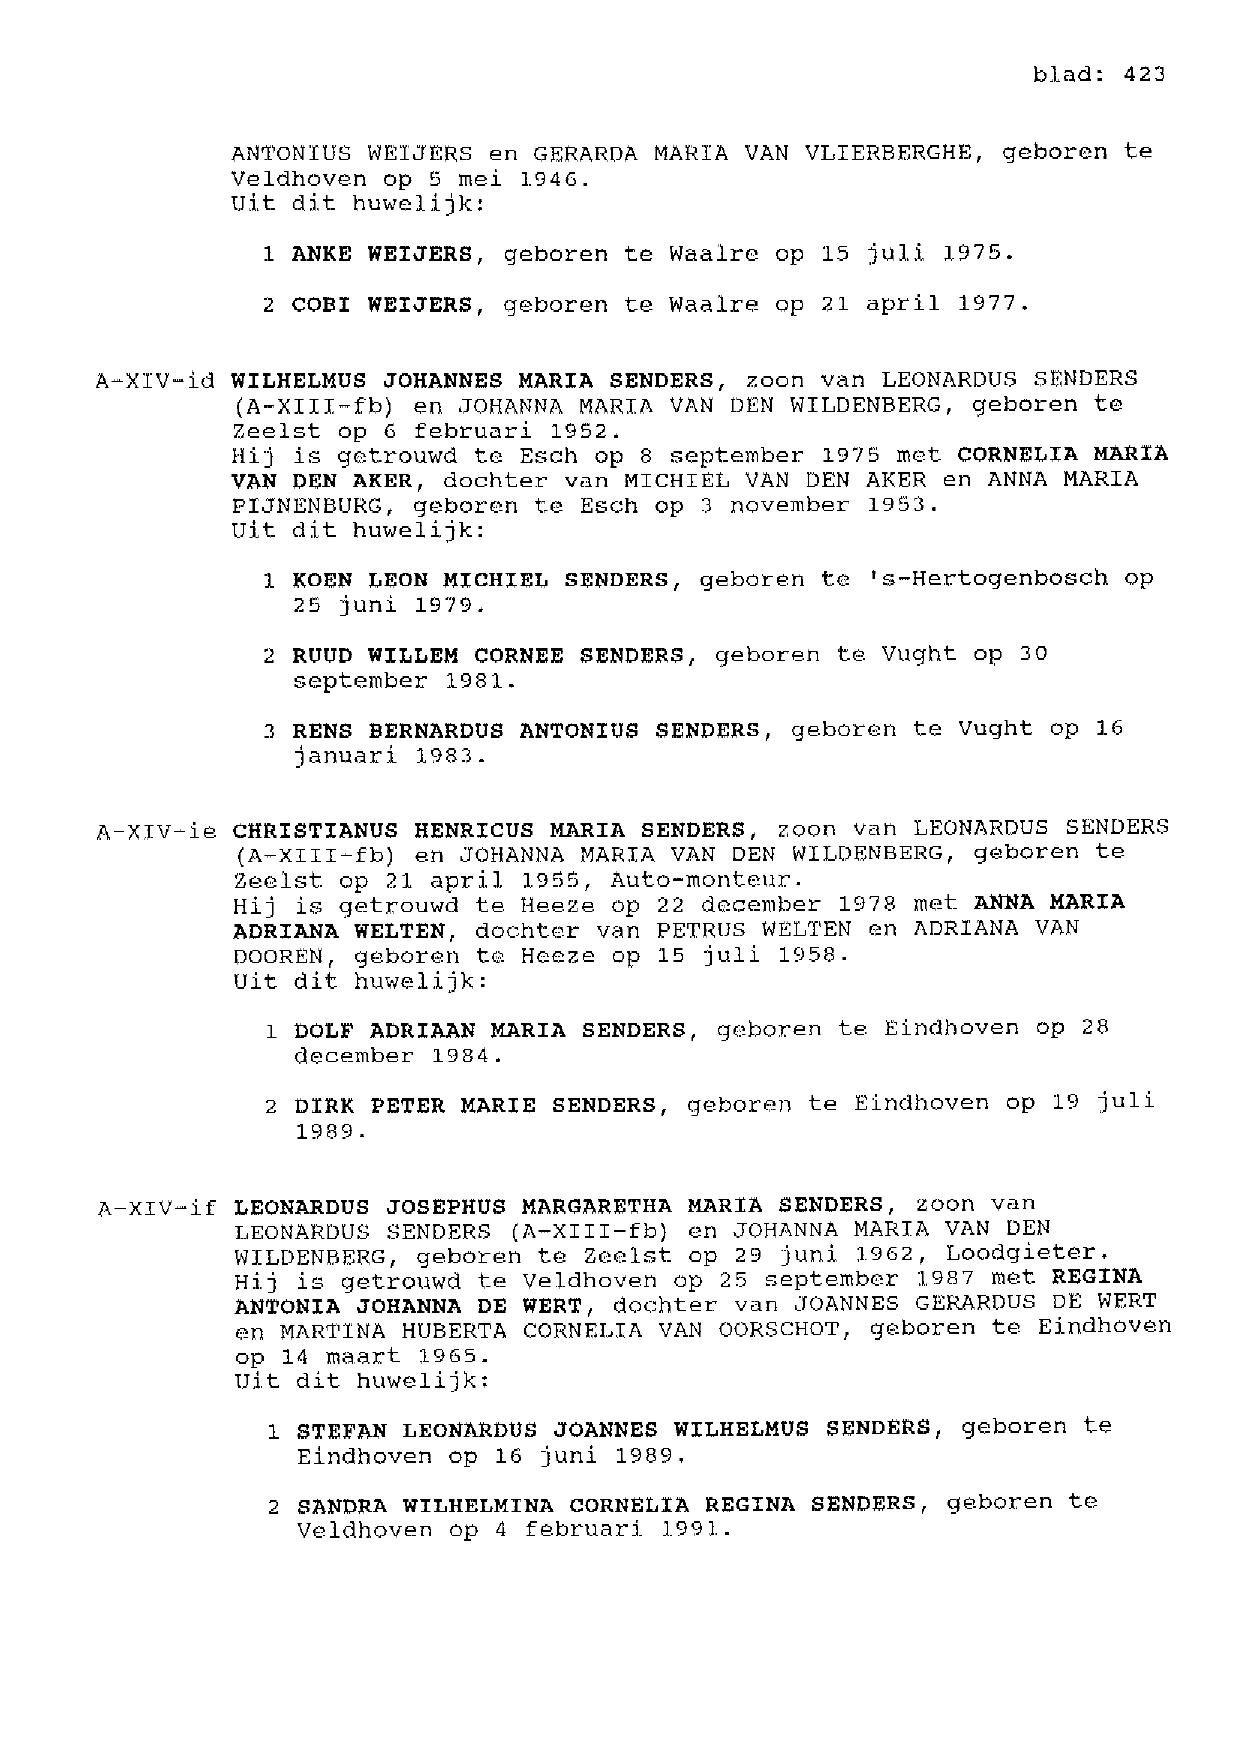 blad: 423
ANTONIUS WEIJERS en GERARDA MARIA VAN VLIERBERGHE, geboren te
Veldhoven op 5 mei 1946.
Uit dit huwelijk:
1 ANKE WEIJERS, geboren te Waalre op 15 juli 1975.
2 COBI WEIJERS, geboren te Waalre op 21 april 1977.
A-XIV-id WILHELMUS JOHANNES MARIA SENDERS, zoon van LEONARDUS SENDERS
(A-XIII-fb) en JOHANNA MARIA VAN DEN WILDENBERG, geboren te
Zeelst op 6 februari 1952.
Hij is getrouwd te Esch op 8 september 1975 met CORNELIA MARIA
VAN DEN AKER, dochter van MICHIEL VAN DEN AKER en ANNA MARIA
PIJNENBURG, geboren te Esch op 3 november 1953.
Uit dit huwelijk:
1 KOEN LEON MICHIEL SENDERS, geboren te 's-Hertogenbosch op
25 juni 1979.
2 RUUD WILLEM CORNEE SENDERS, geboren te Vught op 30
september 1981.
3 RENS BERNARDUS ANTONIUS SENDERS, geboren te Vught op 16
januari 1983.
A-XIV-ie CHRISTIANUS HENRICUS MARIA SENDERS, zoon van LEONARDUS SENDERS
(A-XIII-fb) en JOHANNA MARIA VAN DEN WILDENBERG, geboren te
Zeelst op 21 april 1955, Auto-monteur.
Hij is getrouwd te Heeze op 22 december 1978 met ANNA MARIA
ADRIANA WELTEN, dochter van PETRUS WELTEN en ADRIANA VAN
DOOREN, geboren te Heeze op 15 juli 1958.
Uit dit huwelijk:
1 DOLF ADRIAAN MARIA SENDERS, geboren te Eindhoven op 28
december 1984.
2 DIRK PETER MARIE SENDERS, geboren te Eindhoven op 19 juli
1989.
A-XIV-if LEONARDUS JOSEPHUS MARGARETHA MARIA SENDERS, zoon van
LEONARDUS SENDERS (A-XIII-fb) en JOHANNA MARIA VAN DEN
WILDENBERG, geboren te Zeelst op 29 juni 1962, Loodgieter.
Hij is getrouwd te Veldhoven op 25 september 1987 met REGINA
ANTONIA JOHANNA DE WERT, dochter van JOANNES GERARDUS DE WERT
en MARTINA HUBERTA CORNELIA VAN OORSCHOT, geboren te Eindhoven
op 14 maart 1965.
Uit dit huwelijk:
1 STEFAN LEONARDUS JOANNES WILHELMUS SENDERS, geboren te
Eindhoven op 16 juni 1989.
2 SANDRA WILHELMINA CORNELIA REGINA SENDERS, geboren te
Veldhoven op 4 februari 1991.